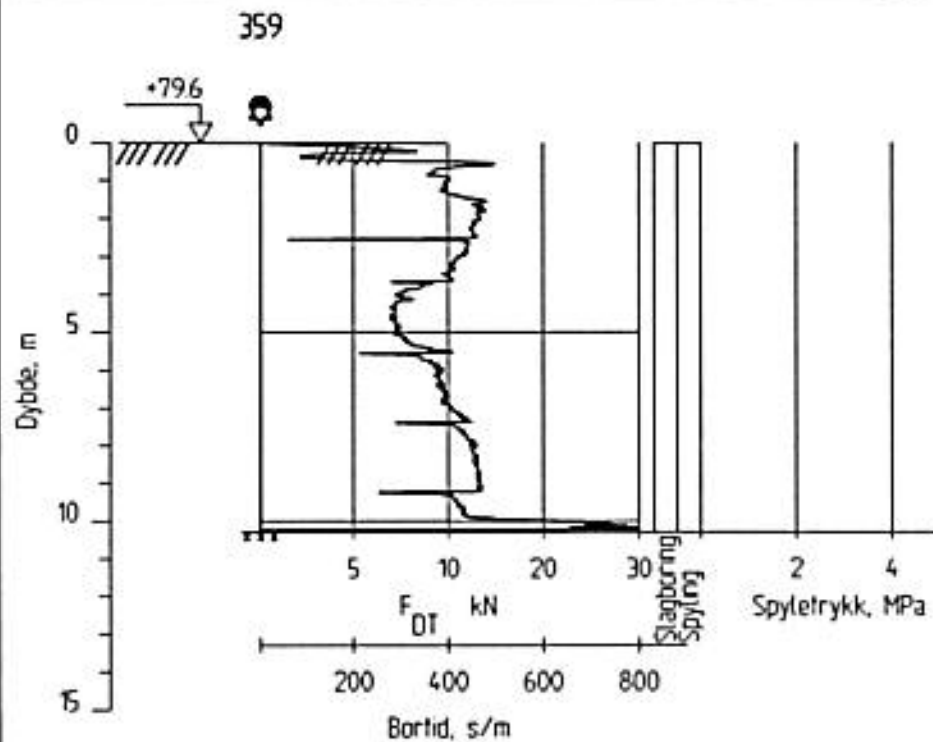 359
+79.6
0
5
10
15
Dybde, m
5 10 20 30
F DT kN
Slagboring
Spyling
2 4
Spyletrykk, MPa
200 400 600 800
Bortid, s/m